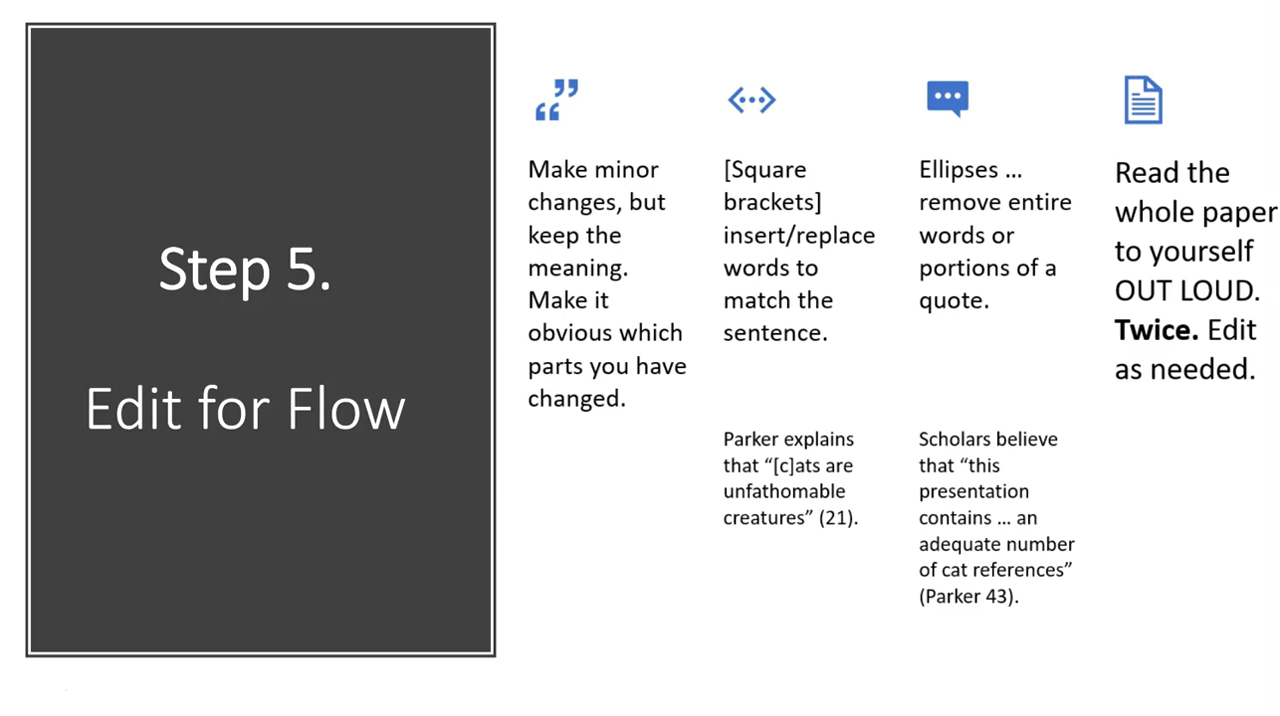 Step 5.
Edit for Flow
Make minor
changes, but
keep the
meaning.
Make it
obvious which
parts you have
changed.
[Square
brackets]
insert/replace
words to
match the
sentence.
Parker explains
that “[c]ats are
unfathomable
creatures” (21).
Ellipses …
remove entire
words or
portions of a
quote.
Scholars believe
that “this
presentation
contains … an
adequate number
of cat references”
(Parker 43).
Read the
whole paper
to yourself
OUT LOUD.
Twice. Edit
as needed.